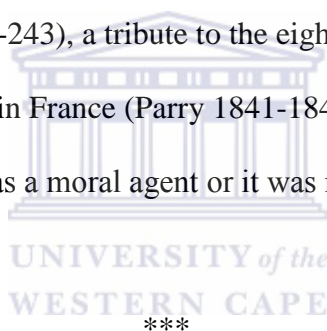 -243), a tribute to the eigh
in France (Parry 1841-184
as a moral agent or it was
UNIVERSITY of the
WESTERN CAPE
***